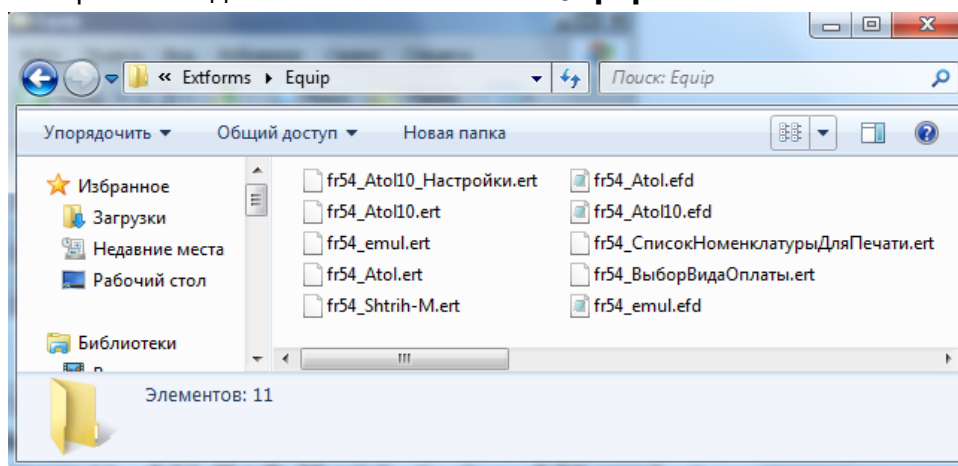 « Extforms ▸ Equip
Поиск: Equip
Упорядочить
Общий доступ
Новая папка
Избранное
Загрузки
Недавние места
Рабочий стол
Библиотеки
fr54_Atol10_Настройки.ert
fr54_Atol10.ert
fr54_emul.ert
fr54_Atol.ert
fr54_Shtrih-M.ert
fr54_Atol.efd
fr54_Atol10.efd
fr54_СписокНоменклатурыДляПечати.ert
fr54_ВыборВидаОплаты.ert
fr54_emul.efd
Элементов: 11